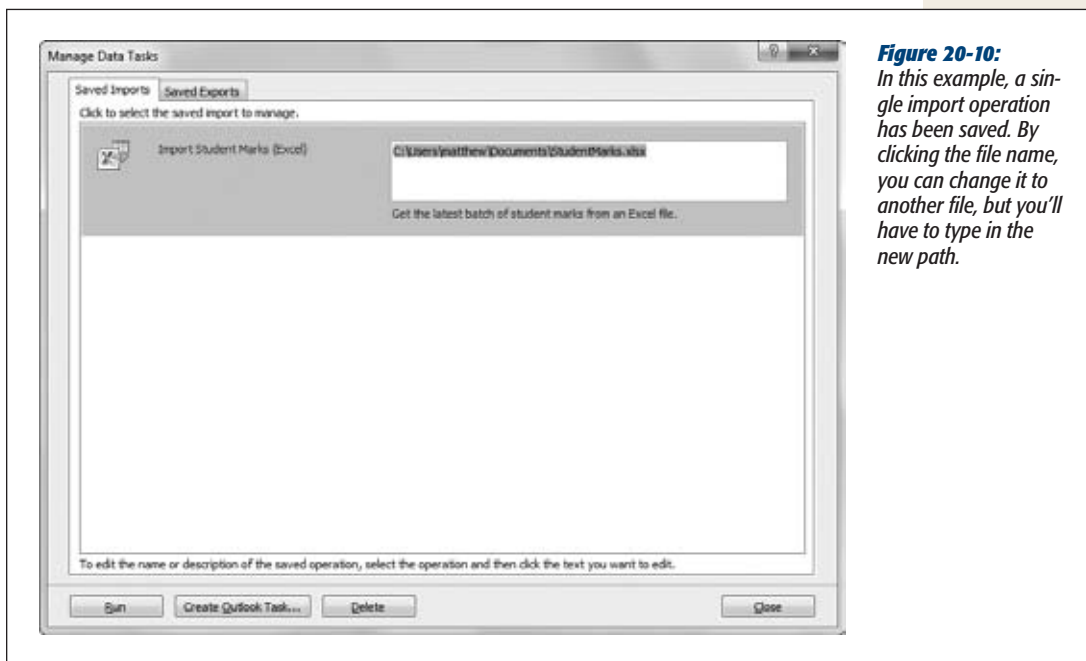 Manage Data Tasks
Saved Imports
Saved Exports
Click to select the saved import to manage.
Import Student Marks (Excel)
C:\Users\matthew\Documents\StudentMarks.xlsx
Get the latest batch of student marks from an Excel file.
To edit the name or description of the saved operation, select the operation and then click the text you want to edit.
Run
Create Outlook Task...
Delete
Close
Figure 20-10:
In this example, a sin-
gle import operation
has been saved. By
clicking the file name,
you can change it to
another file, but you'll
have to type in the
new path.